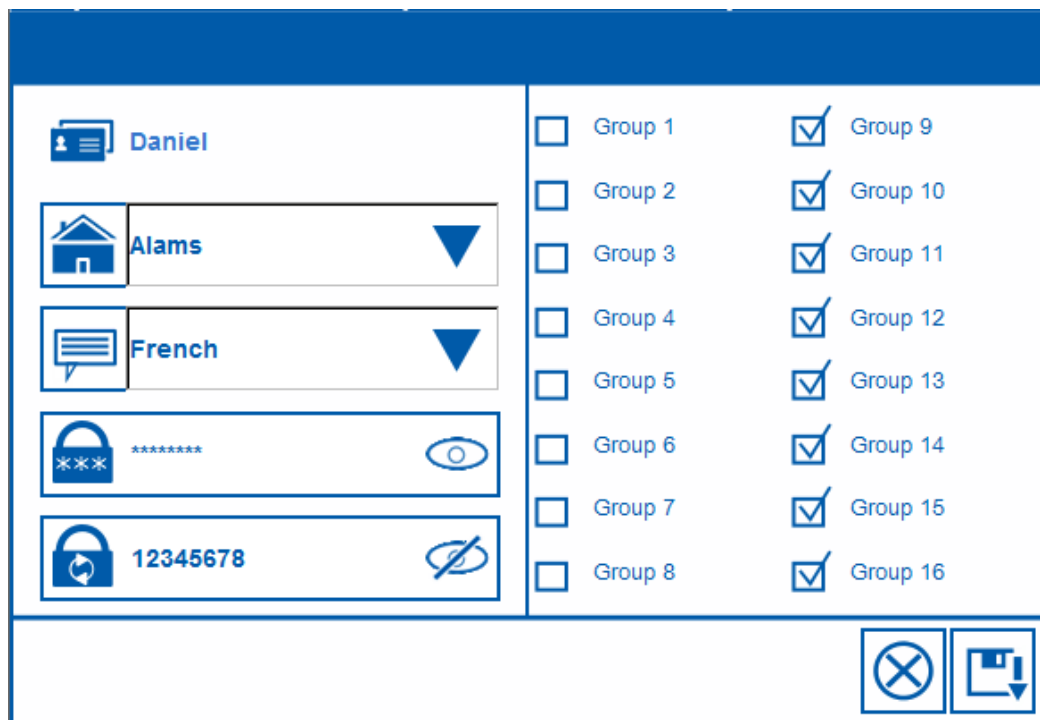 Daniel
Alams
French
********
***
12345678
Group 1
Group 2
Group 3
Group 4
Group 5
Group 6
Group 7
Group 8
Group 9
Group 10
Group 11
Group 12
Group 13
Group 14
Group 15
Group 16